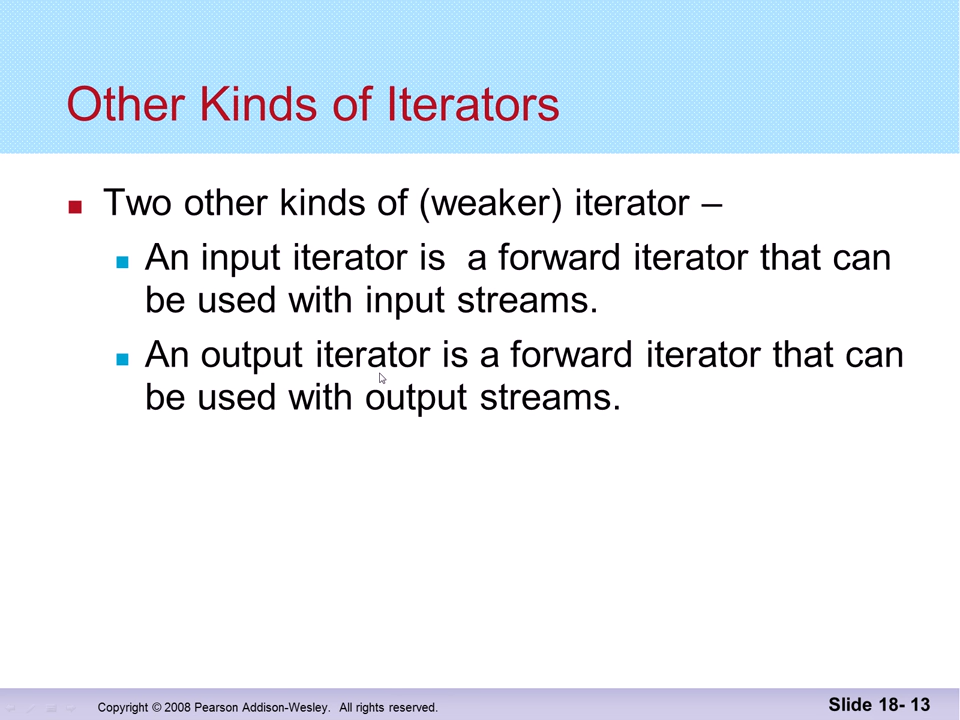 Other Kinds of Iterators
Two other kinds of (weaker) iterator –
An input iterator is  a forward iterator that can
be used with input streams.
An output iterator is a forward iterator that can
be used with output streams.
Copyright © 2008 Pearson Addison-Wesley.  All rights reserved.
Slide 18- 13